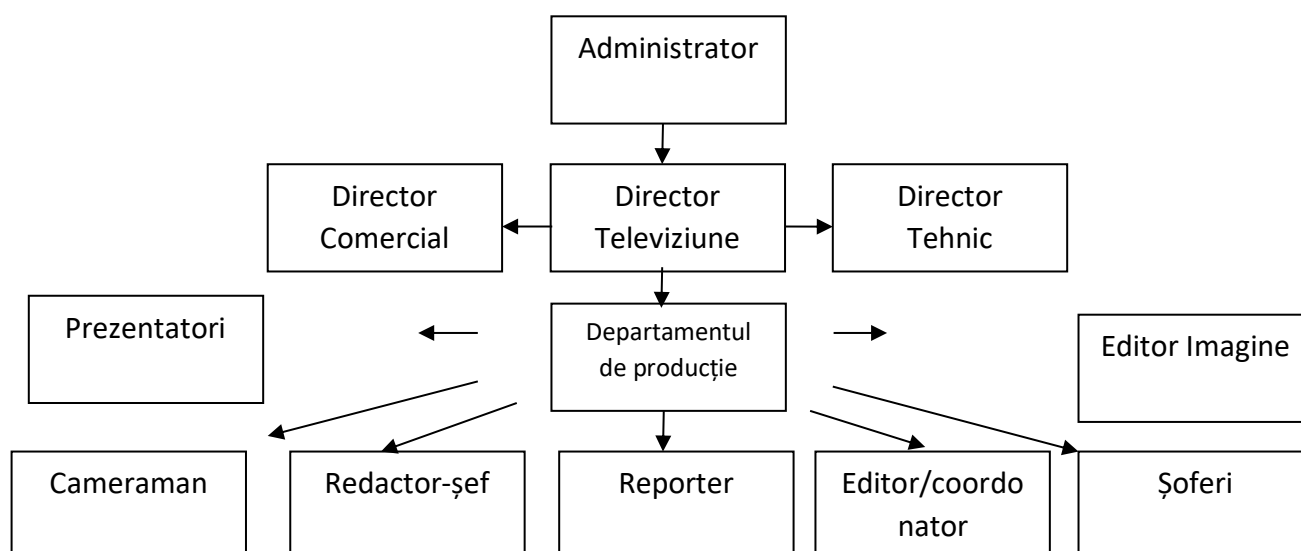 Administrator
Director
Comercial
Director
Televiziune
Director
Tehnic
Prezentatori
Departamentul
de producție
Editor Imagine
Cameraman
Redactor-șef
Reporter
Editor/coordo
nator
Șoferi